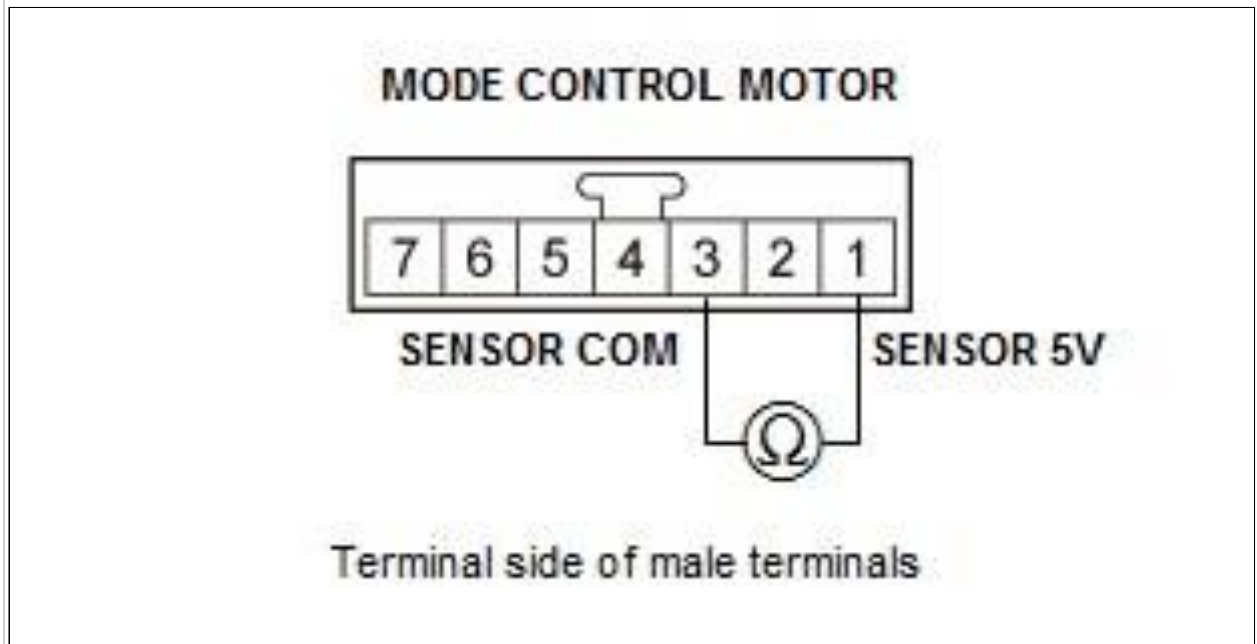 MODE CONTROL MOTOR
7 6 5 4 3 2 1
SENSOR COM SENSOR 5V
Ω
Terminal side of male terminals